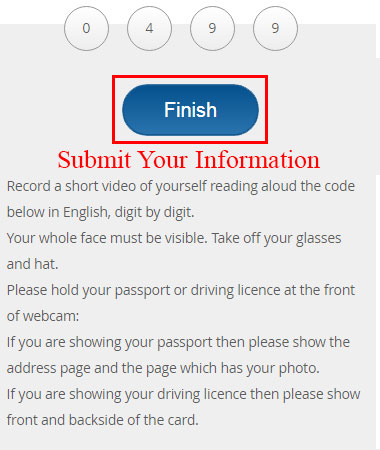 0 4 9 9
Finish
Submit Your Information
Record a short video of yourself reading aloud the code
below in English, digit by digit.
Your whole face must be visible. Take off your glasses
and hat.
Please hold your passport or driving licence at the front
of webcam:
If you are showing your passport then please show the
address page and the page which has your photo.
If you are showing your driving licence then please show
front and backside of the card.